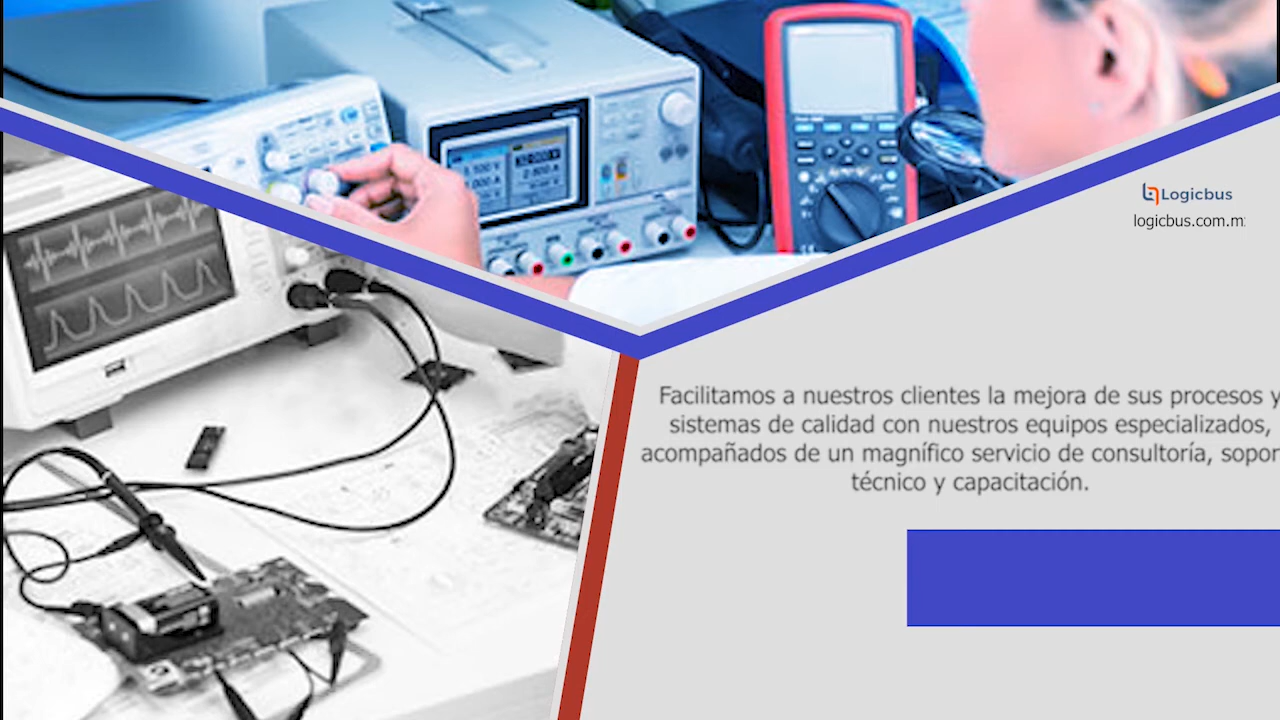 Logicbus
logicbus.com.m
Facilitamos a nuestros clientes la mejora de sus procesos y
sistemas de calidad con nuestros equipos especializados,
acompañados de un magnífico servicio de consultoría, sopor
técnico y capacitación.